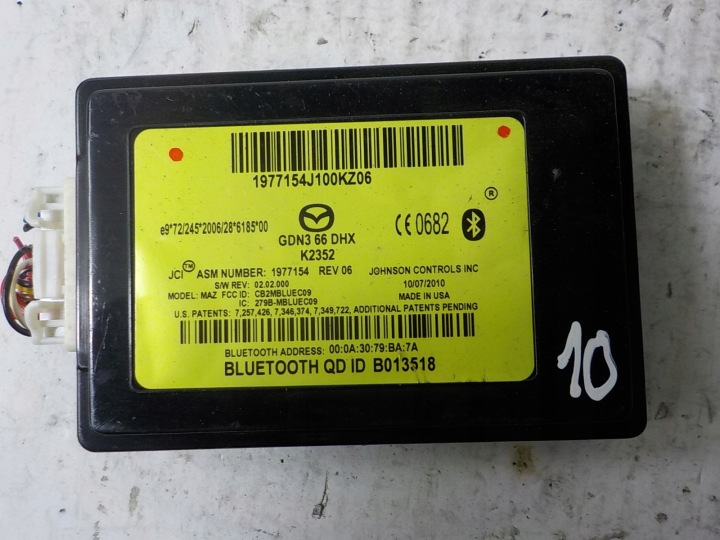 1977154J100KZ06
®
e9*72/245*2006/28*6185*00
CE 0682
GDN3 66 DHX
K2352
JCI™ ASM NUMBER: 1977154 REV 06 JOHNSON CONTROLS INC
S/W REV: 02.02.000 10/07/2010
MODEL: MAZ FCC ID: CB2MBLUEC09 MADE IN USA
IC: 279B-MBLUEC09
U.S. PATENTS: 7,257,426, 7,346,374, 7,349,722, ADDITIONAL PATENTS PENDING
BLUETOOTH ADDRESS: 00:0A:30:79:BA:7A
BLUETOOTH QD ID B013518
10